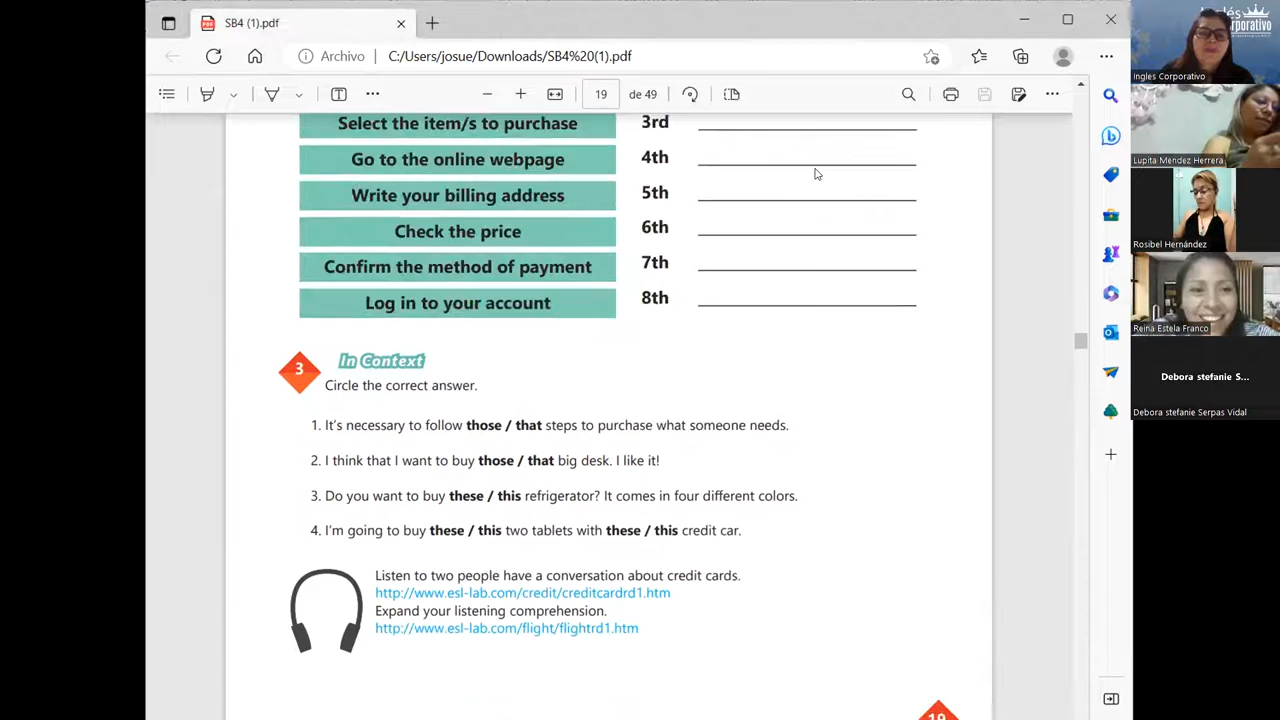 SB4 (1).pdf
Archivo
C:/Users/josue/Downloads/SB4%20(1).pdf
19 de 49
Select the item/s to purchase
3rd
Go to the online webpage
4th
Write your billing address
5th
Check the price
6th
Confirm the method of payment
7th
Log in to your account
8th
3 In Context
Circle the correct answer.
1. It's necessary to follow those / that steps to purchase what someone needs.
2. I think that I want to buy those / that big desk. I like it!
3. Do you want to buy these / this refrigerator? It comes in four different colors.
4. I'm going to buy these / this two tablets with these / this credit car.
Listen to two people have a conversation about credit cards.
http://www.esl-lab.com/credit/creditcardrd1.htm
Expand your listening comprehension.
http://www.esl-lab.com/flight/flightrd1.htm
19
Ingles Corporativo
Lupita Méndez Herrera
Rosibel Hernández
Reina Estela Franco
Debora stefanie S...
Debora stefanie Serpas Vidal